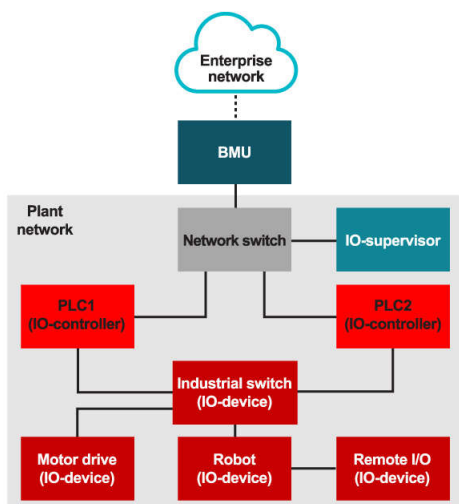 Enterprise
network
BMU
Plant
network
Network switch
IO-supervisor
PLC1
(IO-controller)
PLC2
(IO-controller)
Industrial switch
(IO-device)
Motor drive
(IO-device)
Robot
(IO-device)
Remote I/O
(IO-device)